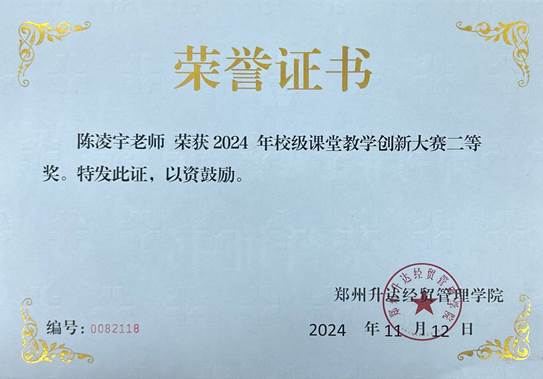 荣誉证书
陈凌宇老师 荣获 2024 年校级课堂教学创新大赛二等
奖。特发此证，以资鼓励。
郑州升达经贸管理学院
编号：0082118
2024 年 11 月 12 日